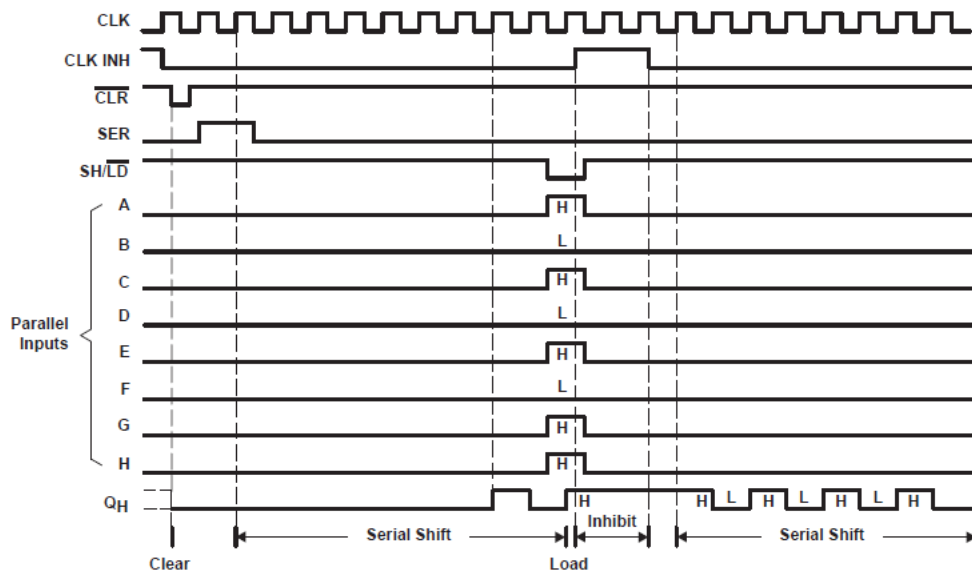 CLK
CLK INH
CLR
SER
SH/LD
A
H
B
L
C
H
D
L
Parallel
Inputs
E
H
F
L
G
H
H
H
QH
H
H
L
H
L
H
L
H
Inhibit
Serial Shift
Serial Shift
Clear
Load